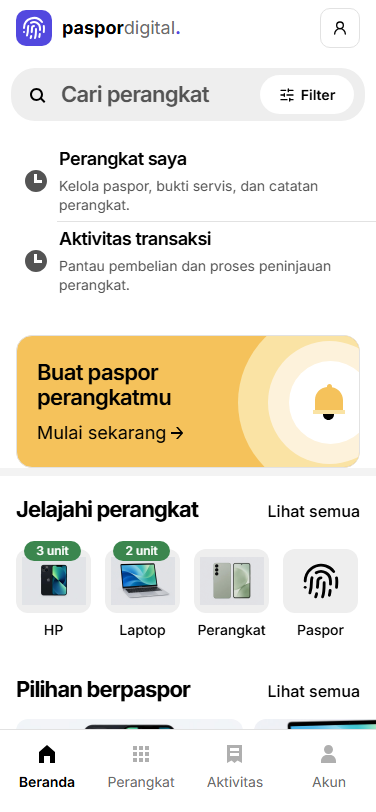 paspordigital.
Cari perangkat
Filter
Perangkat saya
Kelola paspor, bukti servis, dan catatan
perangkat.
Aktivitas transaksi
Pantau pembelian dan proses peninjauan
perangkat.
Buat paspor
perangkatmu
Mulai sekarang →
Jelajahi perangkat
Lihat semua
3 unit
2 unit
HP
Laptop
Perangkat
Paspor
Pilihan berpaspor
Lihat semua
Beranda
Perangkat
Aktivitas
Akun